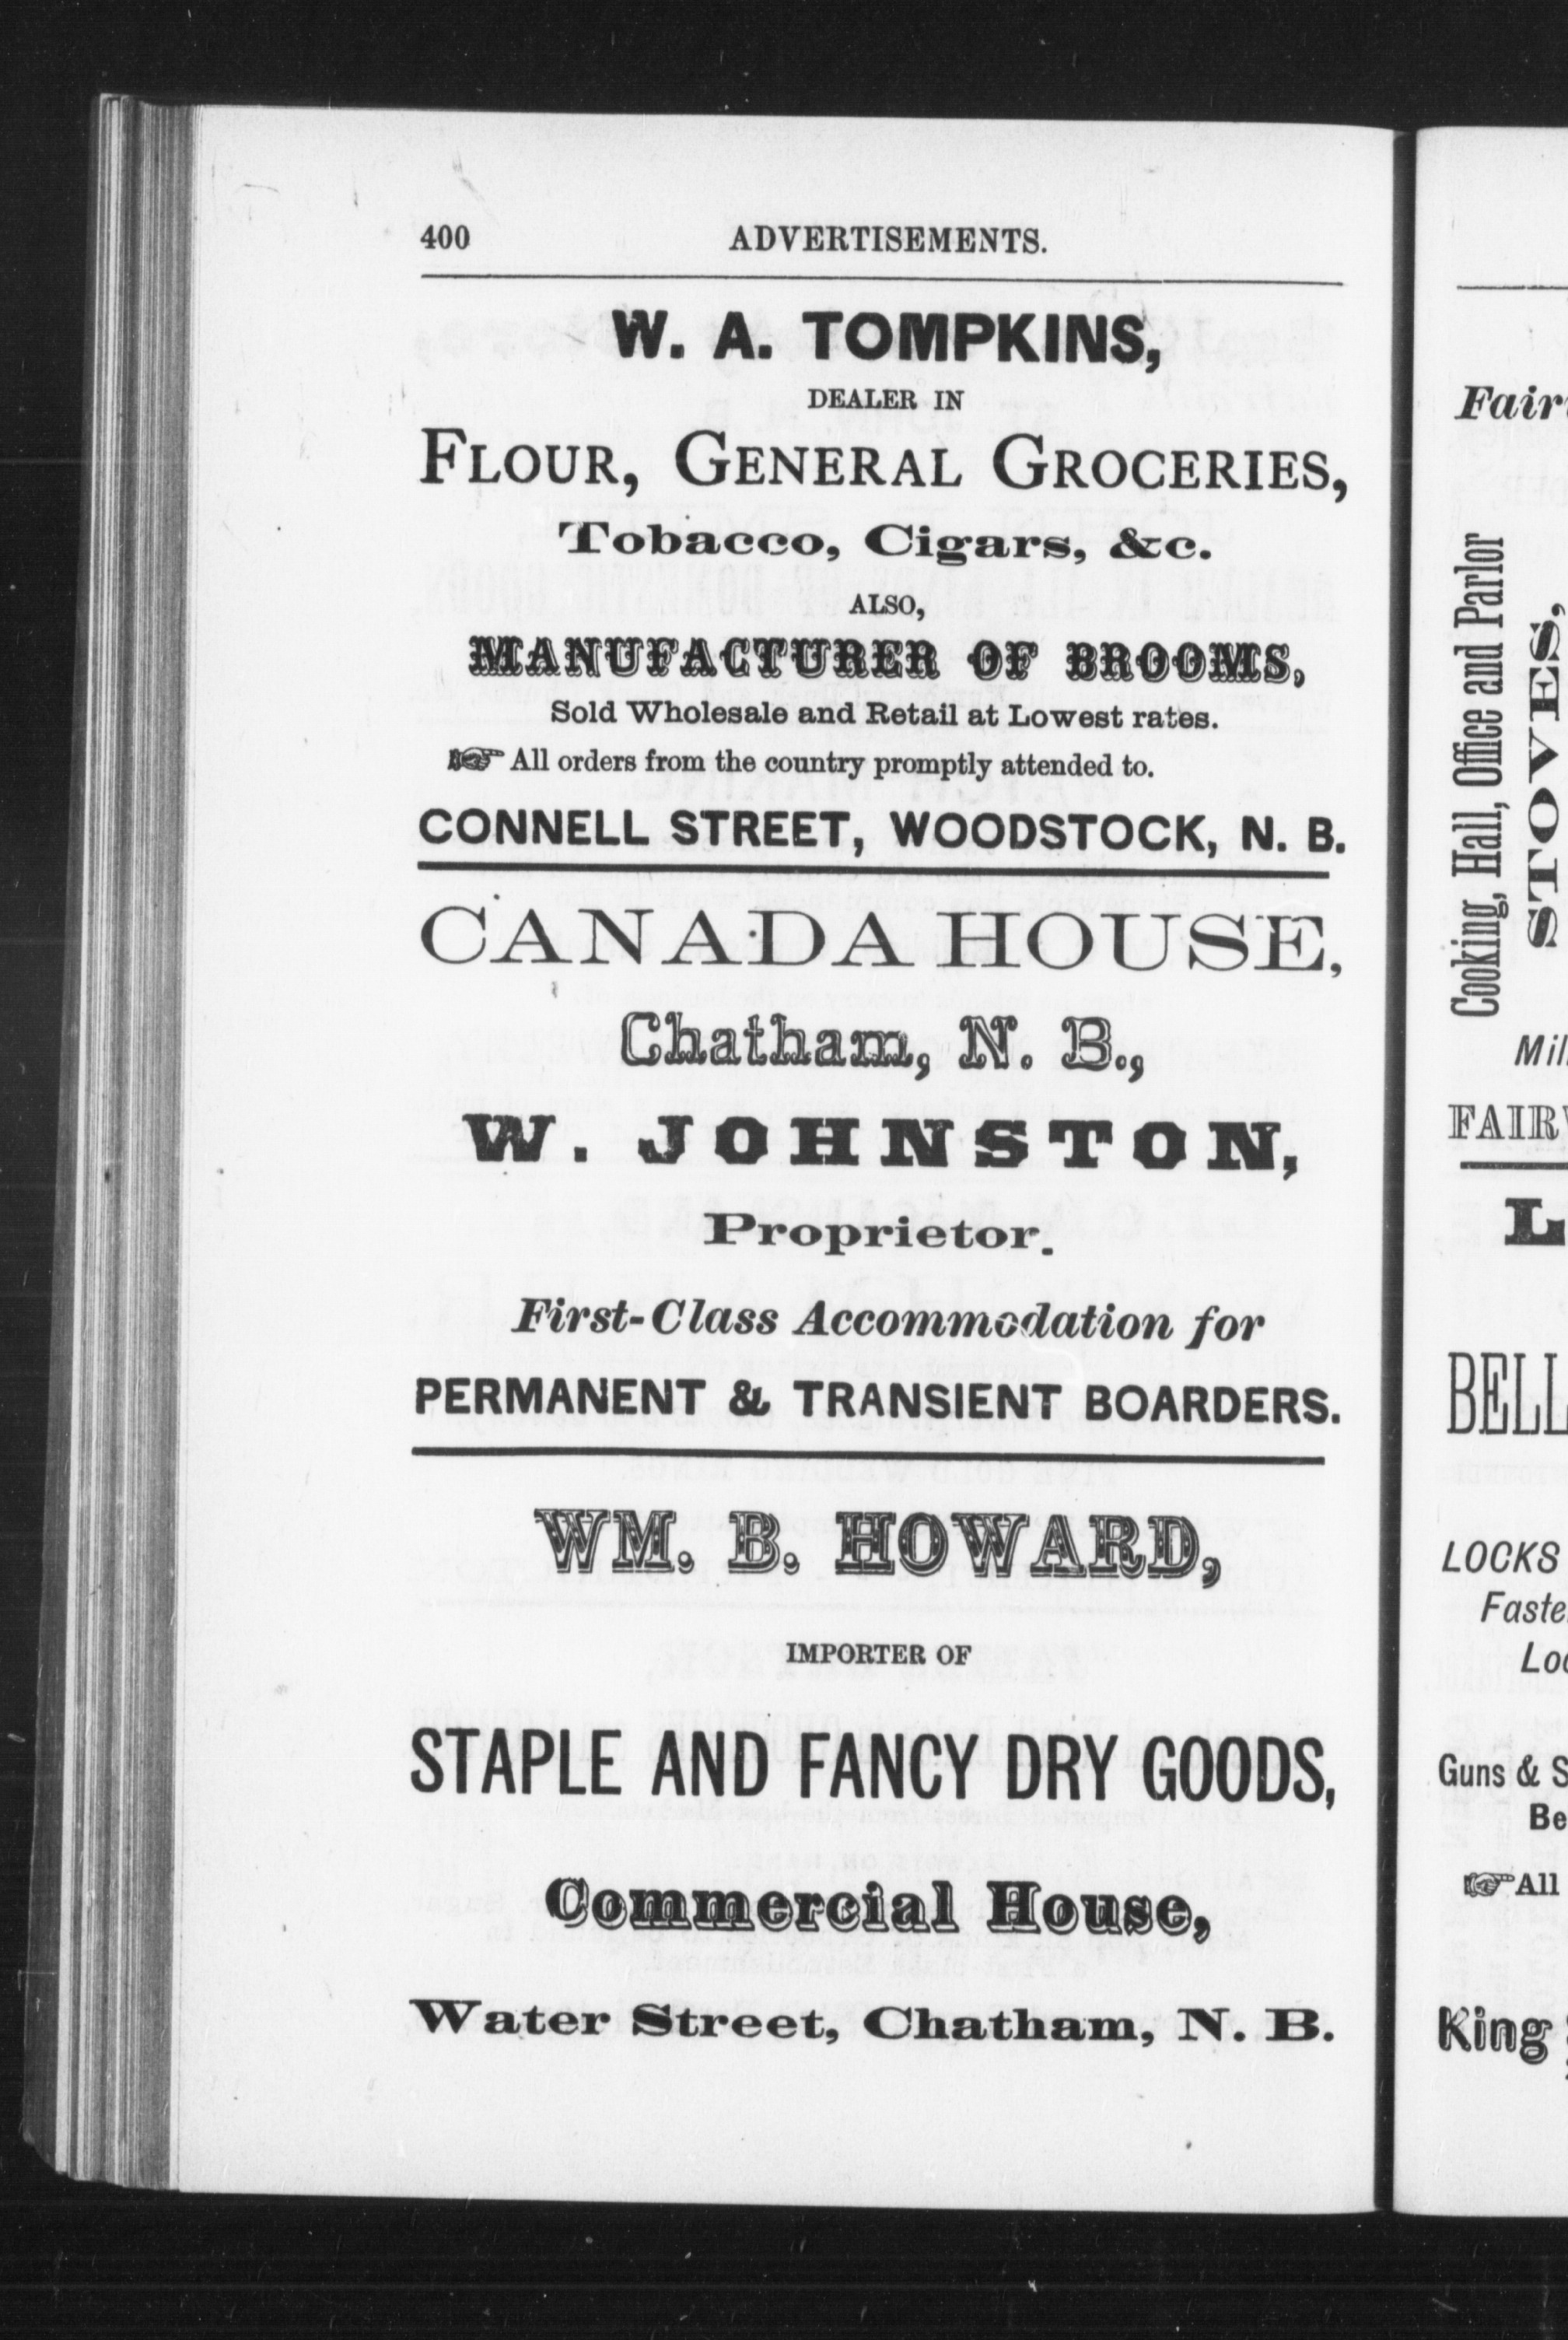 400 ADVERTISEMENTS.
W. A. TOMPKINS,
DEALER IN
FLOUR, GENERAL GROCERIES,
Tobacco, Cigars, &c.
ALSO,
MANUFACTURER OF BROOMS,
Sold Wholesale and Retail at Lowest rates.
☞ All orders from the country promptly attended to.
CONNELL STREET, WOODSTOCK, N. B.
CANADA HOUSE,
Chatham, N. B.,
W. JOHNSTON,
Proprietor.
First-Class Accommodation for
PERMANENT & TRANSIENT BOARDERS.
WM. B. HOWARD,
IMPORTER OF
STAPLE AND FANCY DRY GOODS,
Commercial House,
Water Street, Chatham, N. B.
Cooking, Hall, Office and Parlor
STOVES,
LOCKS
Guns & S
☞ All
King